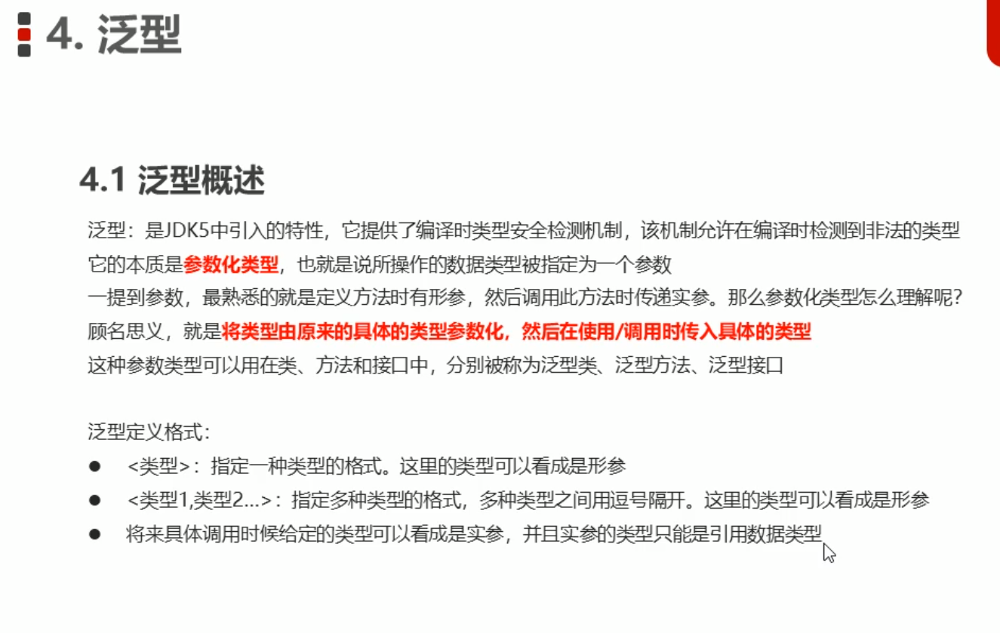 4. 泛型
4.1 泛型概述
泛型：是JDK5中引入的特性，它提供了编译时类型安全检测机制，该机制允许在编译时检测到非法的类型
它的本质是参数化类型，也就是说所操作的数据类型被指定为一个参数
一提到参数，最熟悉的就是定义方法时有形参，然后调用此方法时传递实参。那么参数化类型怎么理解呢？
顾名思义，就是将类型由原来的具体的类型参数化，然后在使用/调用时传入具体的类型
这种参数类型可以用在类、方法和接口中，分别被称为泛型类、泛型方法、泛型接口
泛型定义格式：
● <类型>：指定一种类型的格式。这里的类型可以看成是形参
● <类型1,类型2…>：指定多种类型的格式，多种类型之间用逗号隔开。这里的类型可以看成是形参
● 将来具体调用时候给定的类型可以看成是实参，并且实参的类型只能是引用数据类型